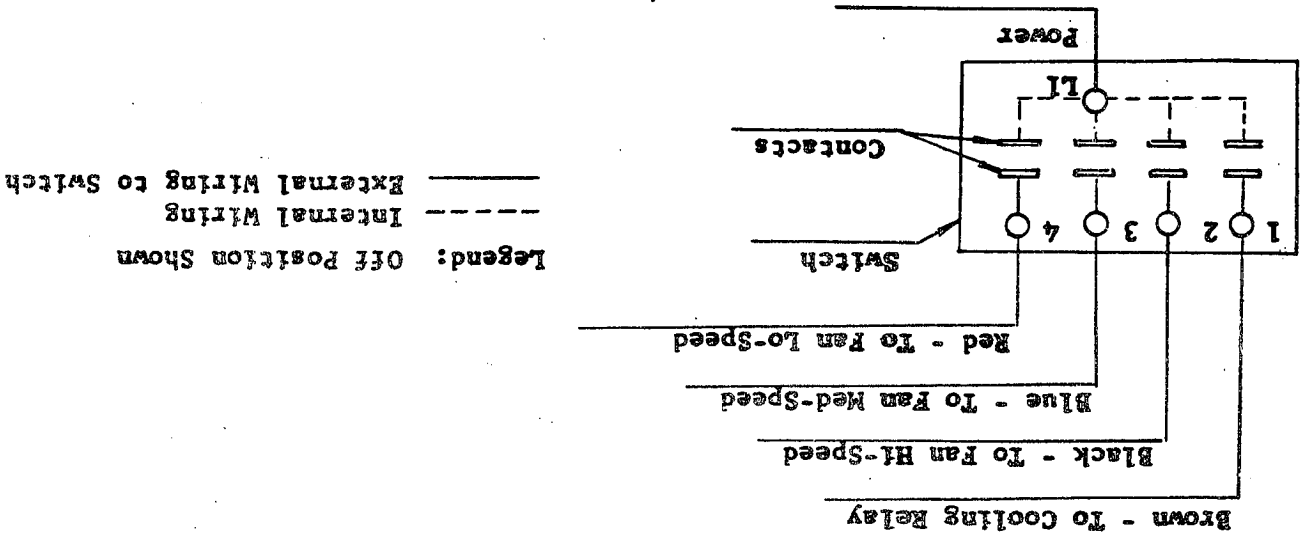 Brown - To Cooling Relay
Black - To Fan Hi-Speed
Blue - To Fan Med-Speed
Red - To Fan Lo-Speed
Switch
1 2 3 4
Contacts
L1
Power
Legend: Off Position Shown
Internal Wiring
External Wiring to Switch